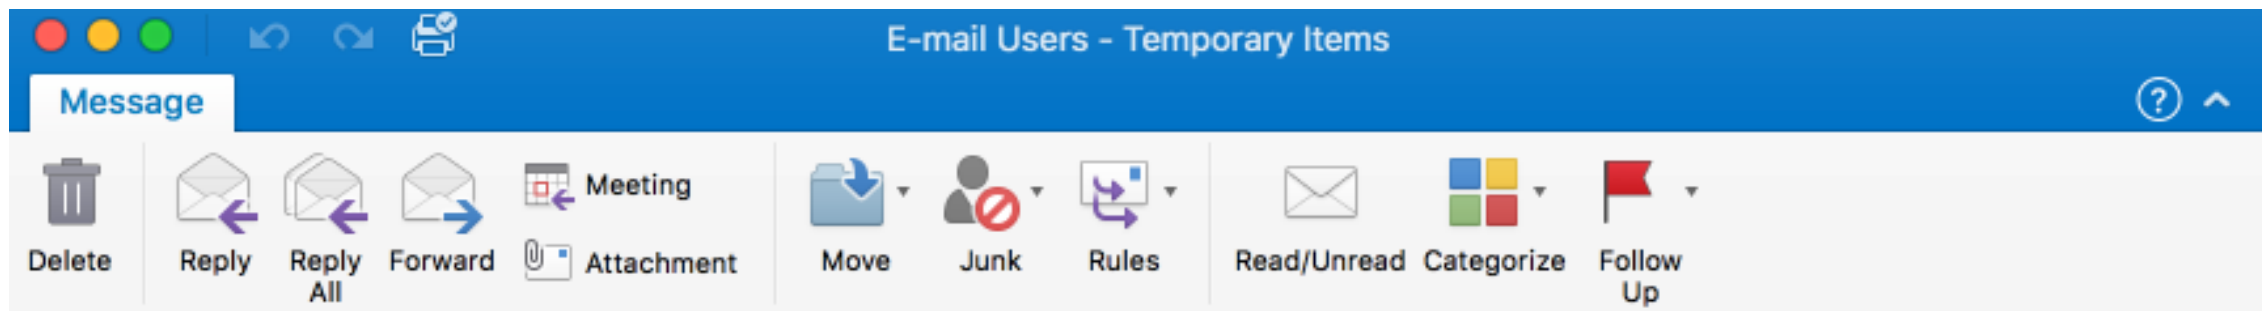 E-mail Users - Temporary Items
Message
?
Meeting
Attachment
Delete
Reply
Reply
All
Forward
Move
Junk
Rules
Read/Unread
Categorize
Follow
Up